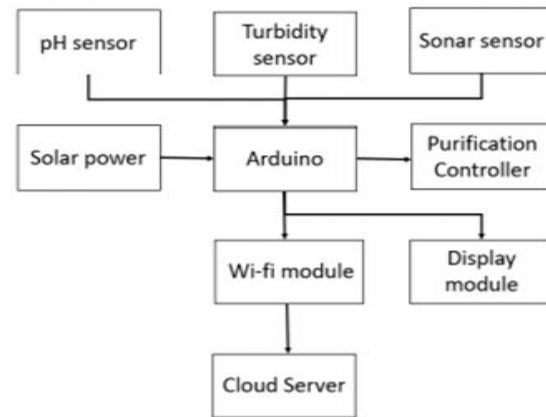 pH sensor
Turbidity
sensor
Sonar sensor
Solar power
Arduino
Purification
Controller
Wi-fi module
Display
module
Cloud Server